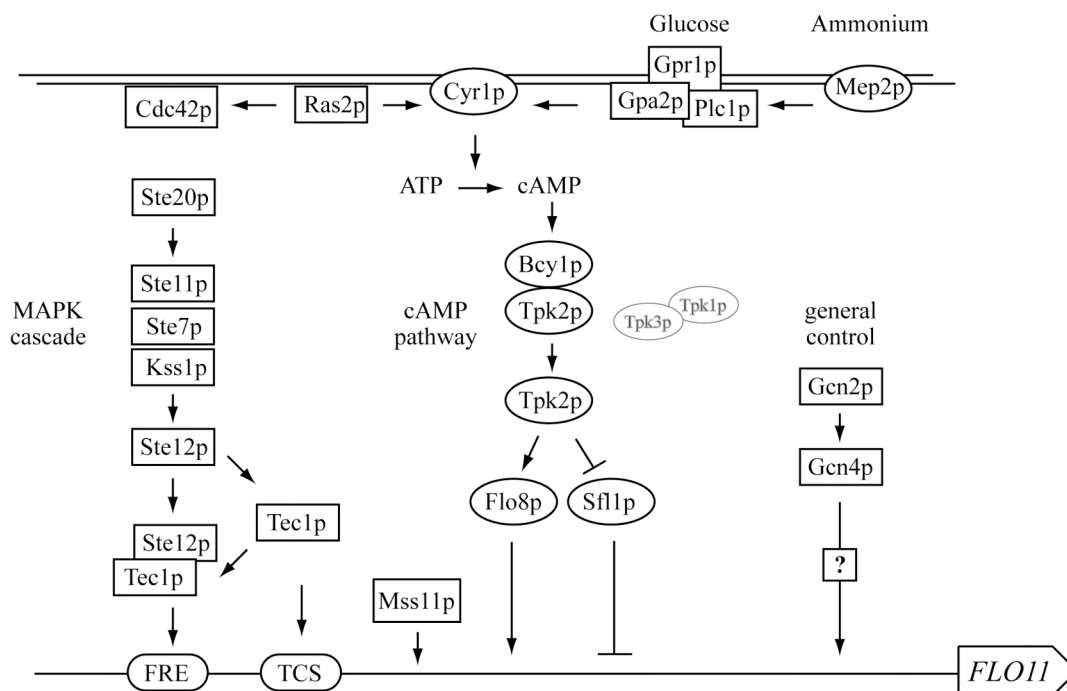 Glucose
Ammonium
Gpr1p
Cyr1p
Mep2p
Cdc42p
Ras2p
Gpa2p
Plc1p
ATP
cAMP
Ste20p
Bcy1p
Ste11p
MAPK
cascade
Ste7p
cAMP
pathway
Tpk2p
Tpk3p
Tpk1p
general
control
Kss1p
Tpk2p
Gcn2p
Ste12p
Gcn4p
Flo8p
Sfl1p
Tec1p
Ste12p
Tec1p
?
Mss11p
FRE
TCS
FLO11